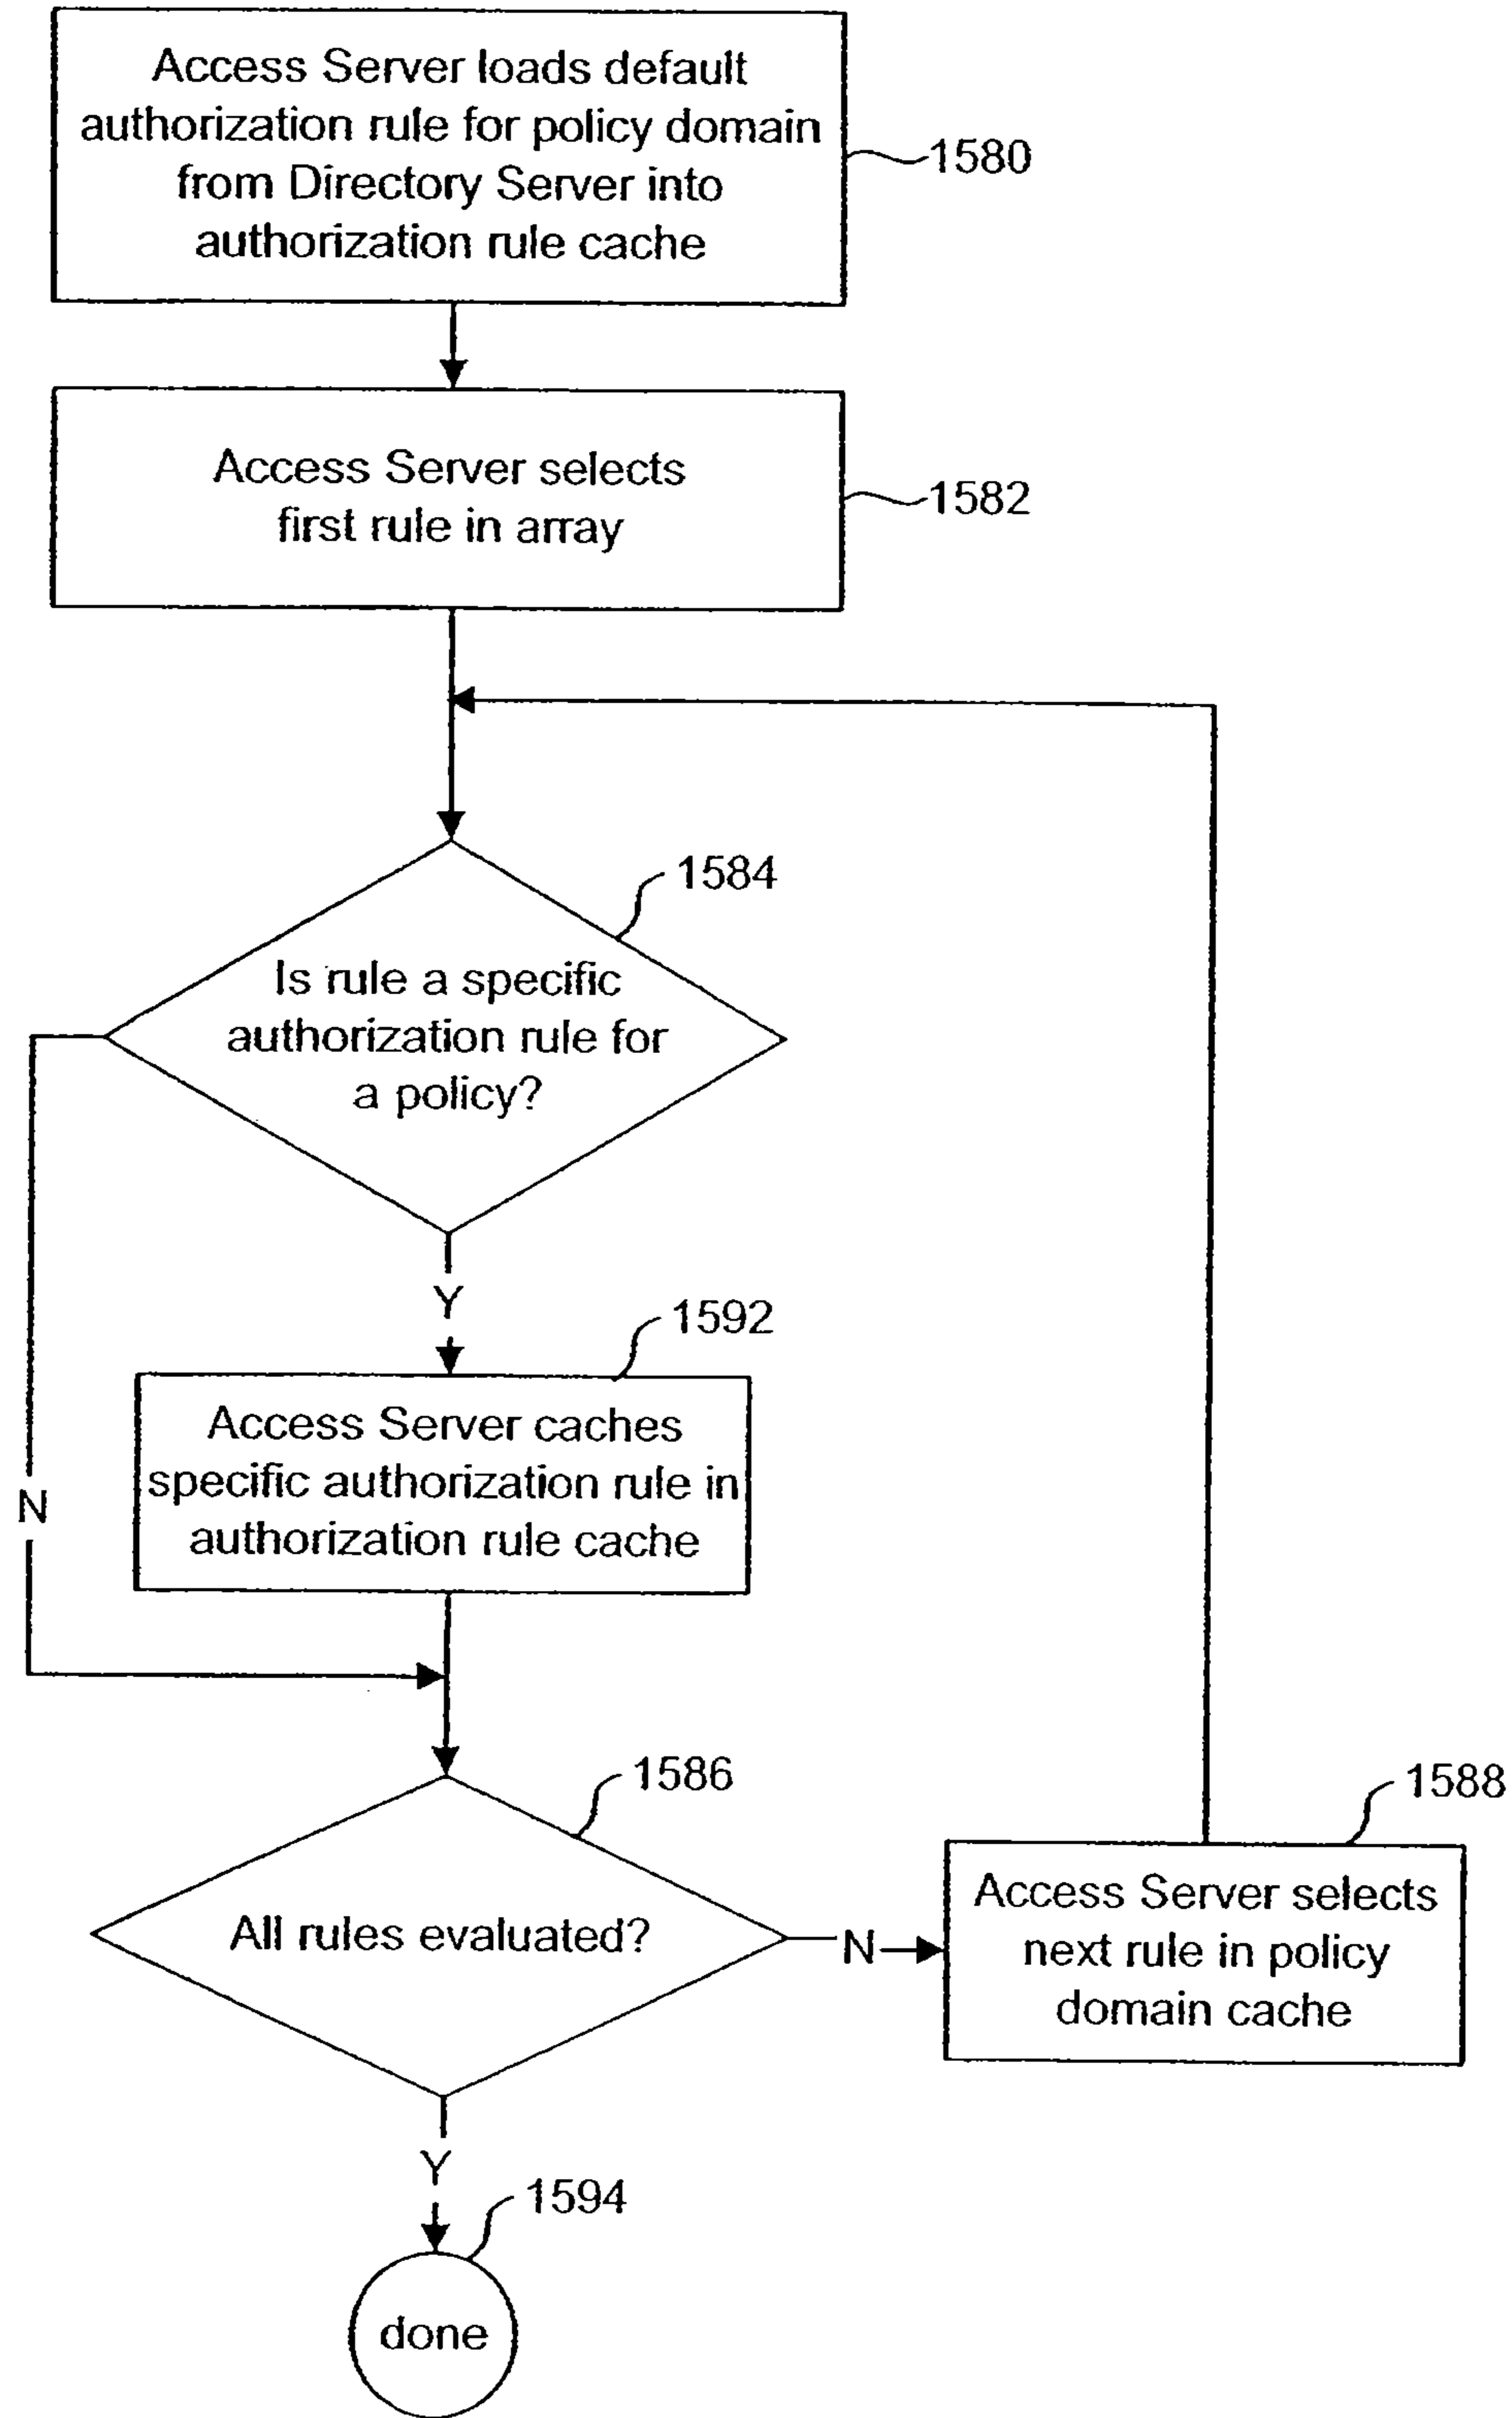 Access Server loads default
authorization rule for policy domain
from Directory Server into
authorization rule cache
1580
Access Server selects
first rule in array
1582
1584
Is rule a specific
authorization rule for
a policy?
Y
1592
Access Server caches
specific authorization rule in
authorization rule cache
N
1586
1588
All rules evaluated?
N
Access Server selects
next rule in policy
domain cache
Y
1594
done